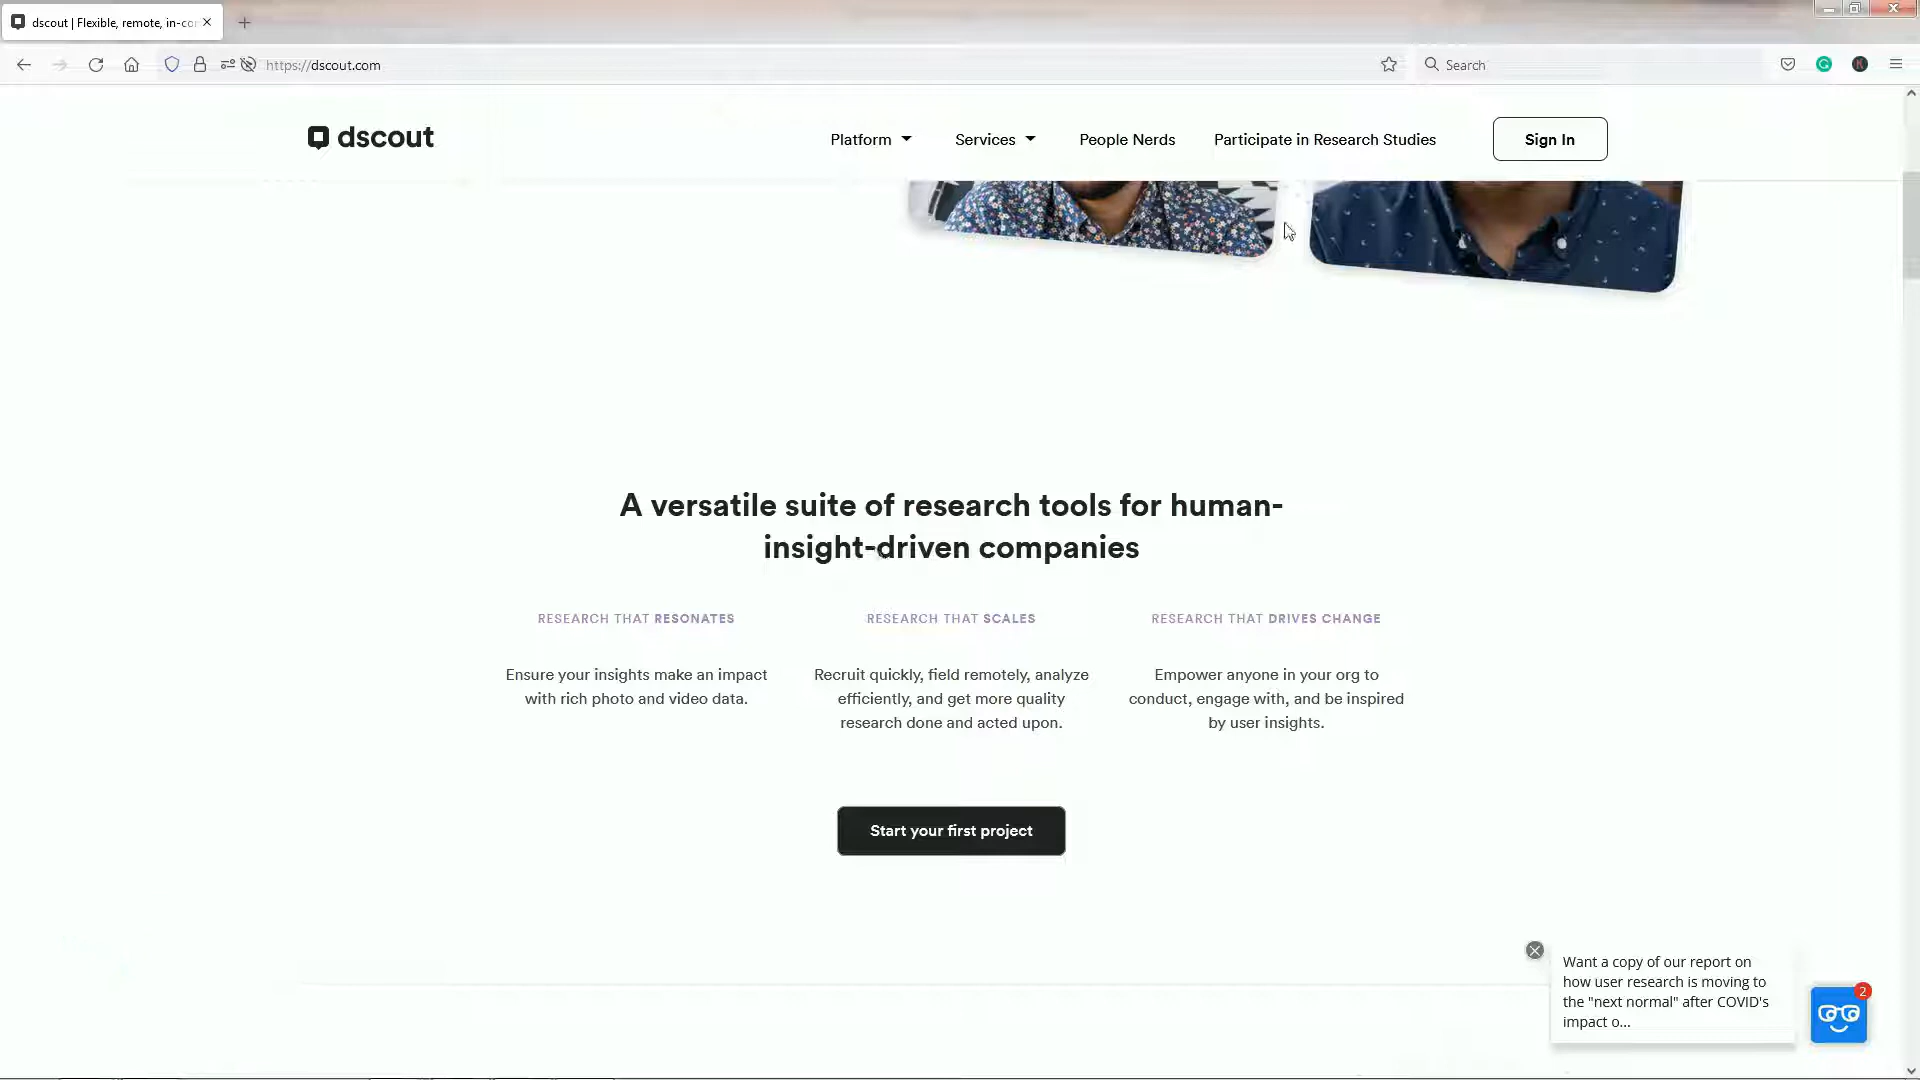 dscout | Flexible, remote, in-co
https://dscout.com
Search
dscout
Platform
Services
People Nerds
Participate in Research Studies
Sign In
A versatile suite of research tools for human-
insight-driven companies
RESEARCH THAT RESONATES
Ensure your insights make an impact
with rich photo and video data.
RESEARCH THAT SCALES
Recruit quickly, field remotely, analyze
efficiently, and get more quality
research done and acted upon.
RESEARCH THAT DRIVES CHANGE
Empower anyone in your org to
conduct, engage with, and be inspired
by user insights.
Start your first project
Want a copy of our report on
how user research is moving to
the "next normal" after COVID's
impact o...
2